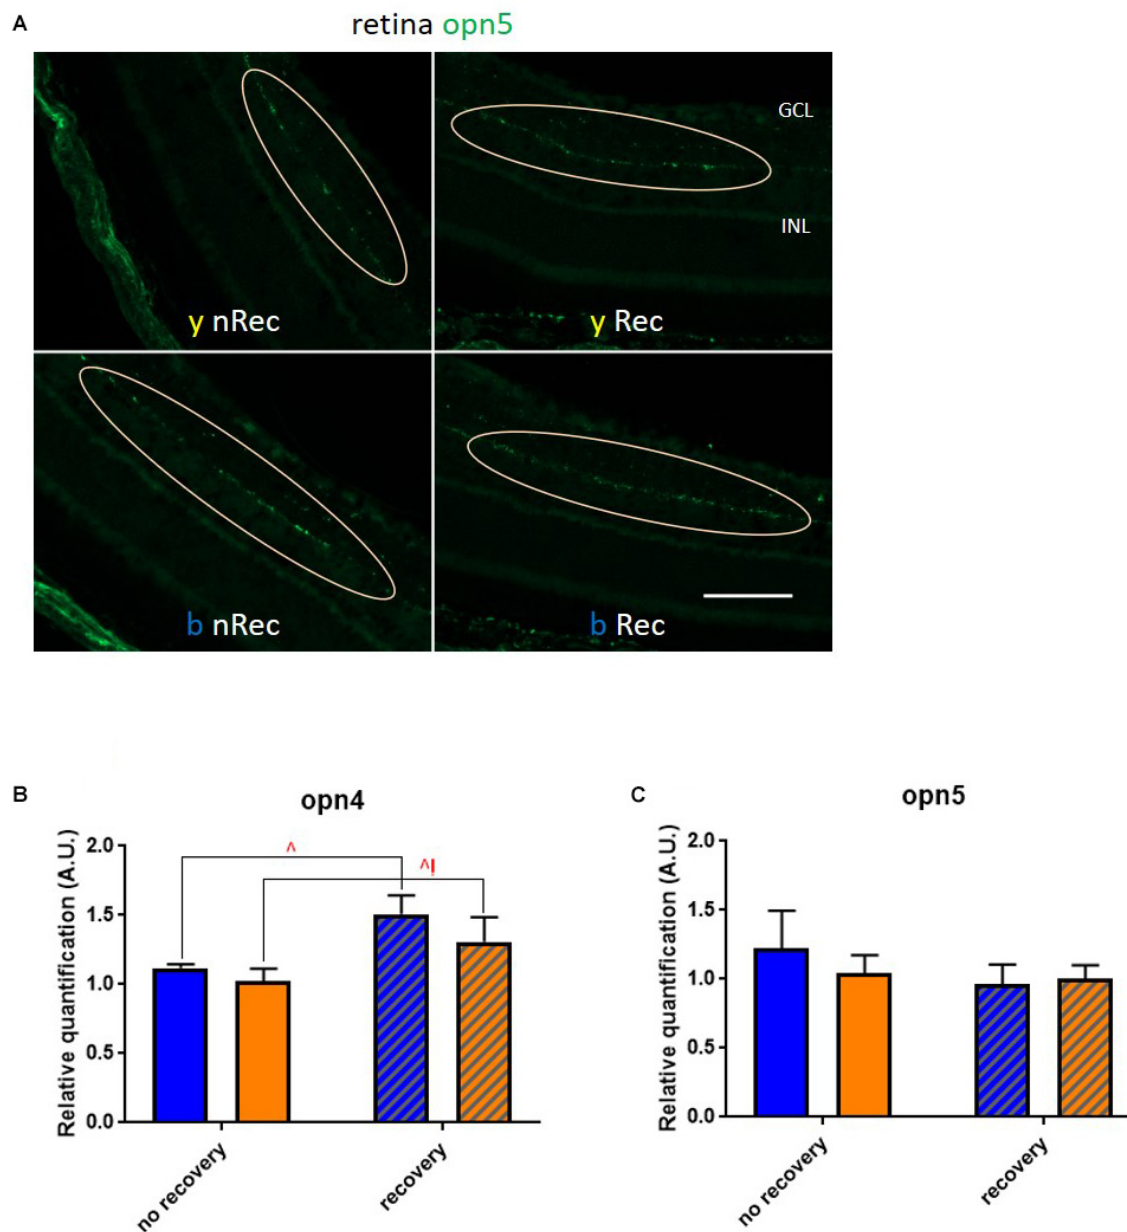 A
retina opn5
GCL
INL
y nRec
y Rec
b nRec
b Rec
B
opn4
Relative quantification (A.U.)
2.0
1.5
1.0
0.5
0.0
^
^|
no recovery
recovery
C
opn5
Relative quantification (A.U.)
2.0
1.5
1.0
0.5
0.0
no recovery
recovery